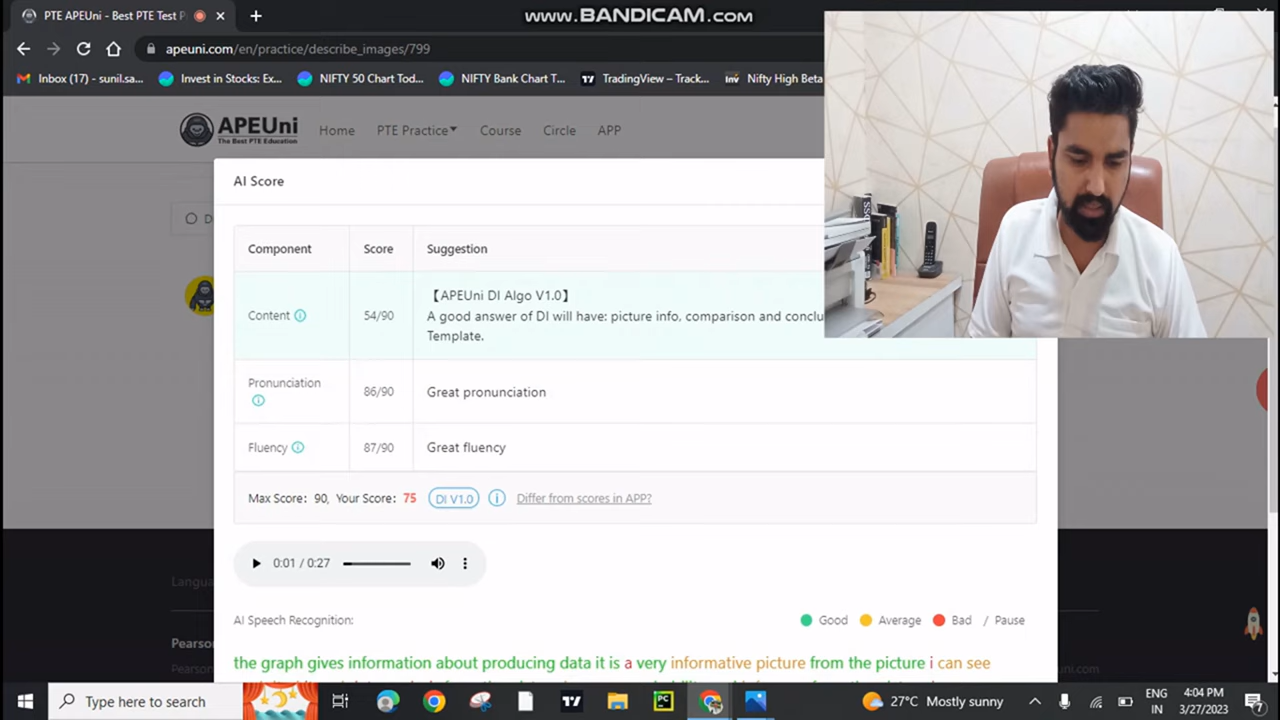 PTE APEUni - Best PTE Test P
www.BANDICAM.com
apeuni.com/en/practice/describe_images/799
Inbox (17) - sunil.sa...
Invest in Stocks: Ex...
NIFTY 50 Chart Tod...
NIFTY Bank Chart T...
TradingView – Track...
Inv
Nifty High Beta
APEUni
The Best PTE Education
Home
PTE Practice
Course
Circle
APP
AI Score
D
Component
Score
Suggestion
Content
54/90
【APEUni DI Algo V1.0】
A good answer of DI will have: picture info, comparison and conclu
Template.
Pronunciation
86/90
Great pronunciation
Fluency
87/90
Great fluency
Max Score: 90, Your Score: 75
DI V1.0
Differ from scores in APP?
0:01 / 0:27
Langua
AI Speech Recognition:
Good
Average
Bad
/ Pause
Pearson
the graph gives information about producing data it is a very informative picture from the picture i can see
Type here to search
PC
27°C Mostly sunny
ENG
IN
4:04 PM
3/27/2023
7